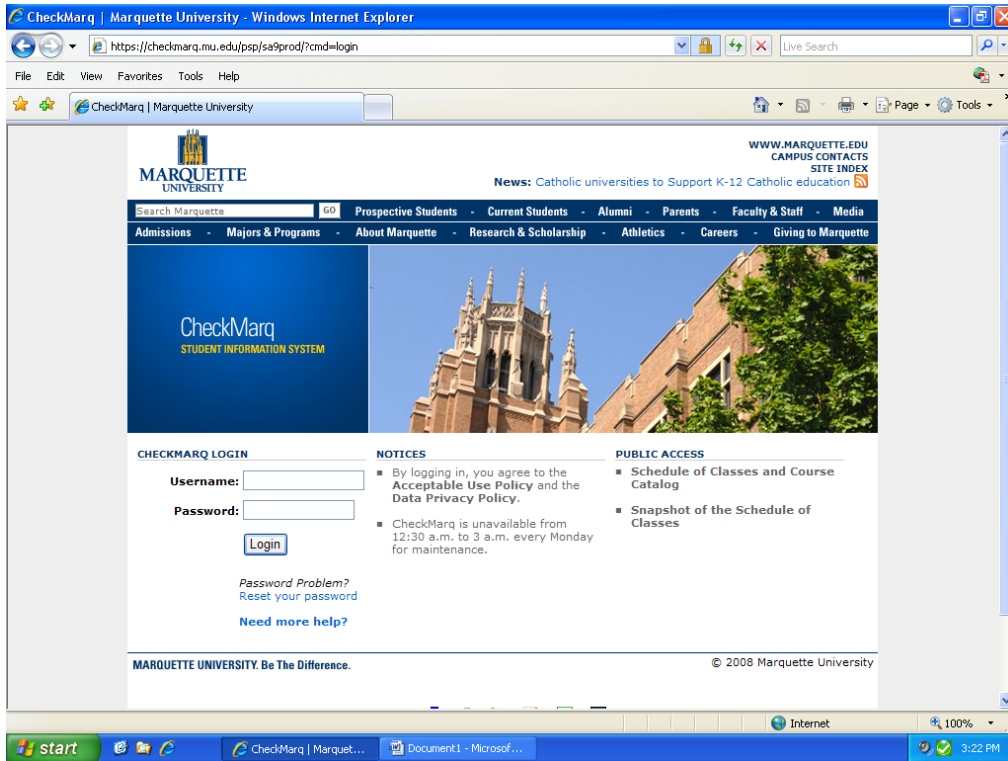 CheckMarq | Marquette University - Windows Internet Explorer
https://checkmarq.mu.edu/psp/sa9prod/?cmd=login
Live Search
File Edit View Favorites Tools Help
CheckMarq | Marquette University
Page Tools
MARQUETTE
UNIVERSITY
WWW.MARQUETTE.EDU
CAMPUS CONTACTS
SITE INDEX
News: Catholic universities to Support K-12 Catholic education
Search Marquette GO Prospective Students - Current Students - Alumni - Parents - Faculty & Staff - Media
Admissions - Majors & Programs - About Marquette - Research & Scholarship - Athletics - Careers - Giving to Marquette
CheckMarq
STUDENT INFORMATION SYSTEM
CHECKMARQ LOGIN
Username:
Password:
Login
Password Problem?
Reset your password
Need more help?
NOTICES
By logging in, you agree to the
Acceptable Use Policy and the
Data Privacy Policy.
CheckMarq is unavailable from
12:30 a.m. to 3 a.m. every Monday
for maintenance.
PUBLIC ACCESS
Schedule of Classes and Course
Catalog
Snapshot of the Schedule of
Classes
MARQUETTE UNIVERSITY. Be The Difference.
© 2008 Marquette University
Internet 100%
start CheckMarq | Marquet... Document1 - Microsof... 3:22 PM